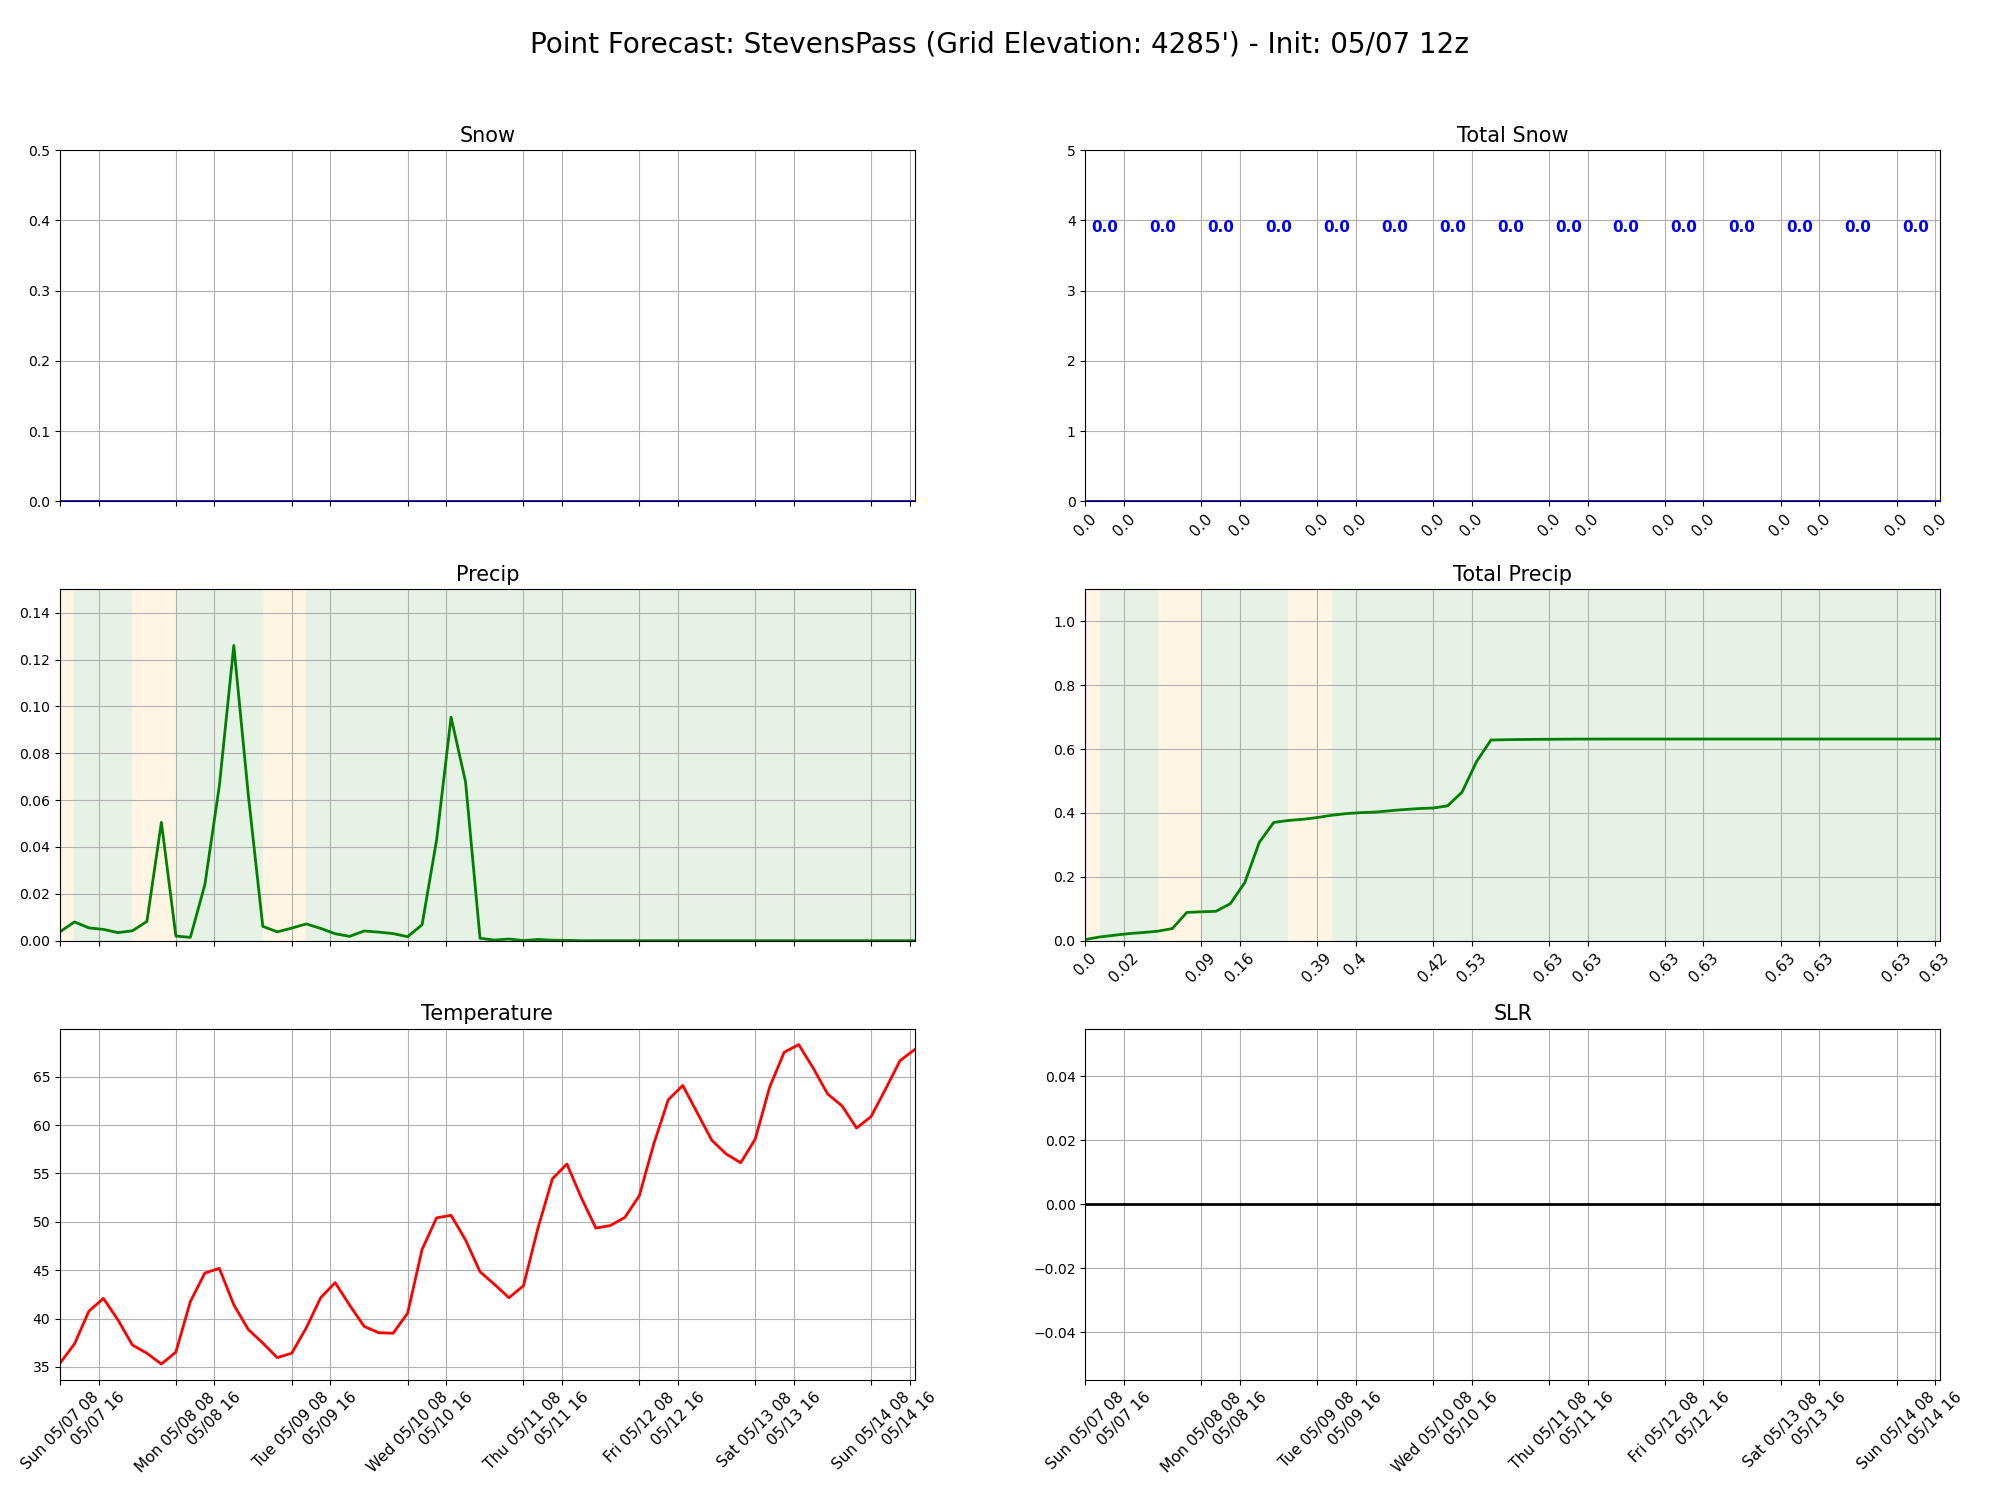 Point Forecast: StevensPass (Grid Elevation: 4285') - Init: 05/07 12z
Snow
0.5
0.4
0.3
0.2
0.1
0.0
Total Snow
5
4
3
2
1
0
0.0 0.0 0.0 0.0 0.0 0.0 0.0 0.0 0.0 0.0 0.0 0.0 0.0 0.0 0.0
0.0 0.0 0.0 0.0 0.0 0.0 0.0 0.0 0.0 0.0 0.0 0.0 0.0 0.0 0.0 0.0
Precip
0.14
0.12
0.10
0.08
0.06
0.04
0.02
0.00
Total Precip
1.0
0.8
0.6
0.4
0.2
0.0
0.0 0.02 0.09 0.16 0.39 0.4 0.42 0.53 0.63 0.63 0.63 0.63 0.63 0.63 0.63 0.63
Temperature
65
60
55
50
45
40
35
Sun 05/07 08
05/07 16
Mon 05/08 08
05/08 16
Tue 05/09 08
05/09 16
Wed 05/10 08
05/10 16
Thu 05/11 08
05/11 16
Fri 05/12 08
05/12 16
Sat 05/13 08
05/13 16
Sun 05/14 08
05/14 16
SLR
0.04
0.02
0.00
−0.02
−0.04
Sun 05/07 08
05/07 16
Mon 05/08 08
05/08 16
Tue 05/09 08
05/09 16
Wed 05/10 08
05/10 16
Thu 05/11 08
05/11 16
Fri 05/12 08
05/12 16
Sat 05/13 08
05/13 16
Sun 05/14 08
05/14 16